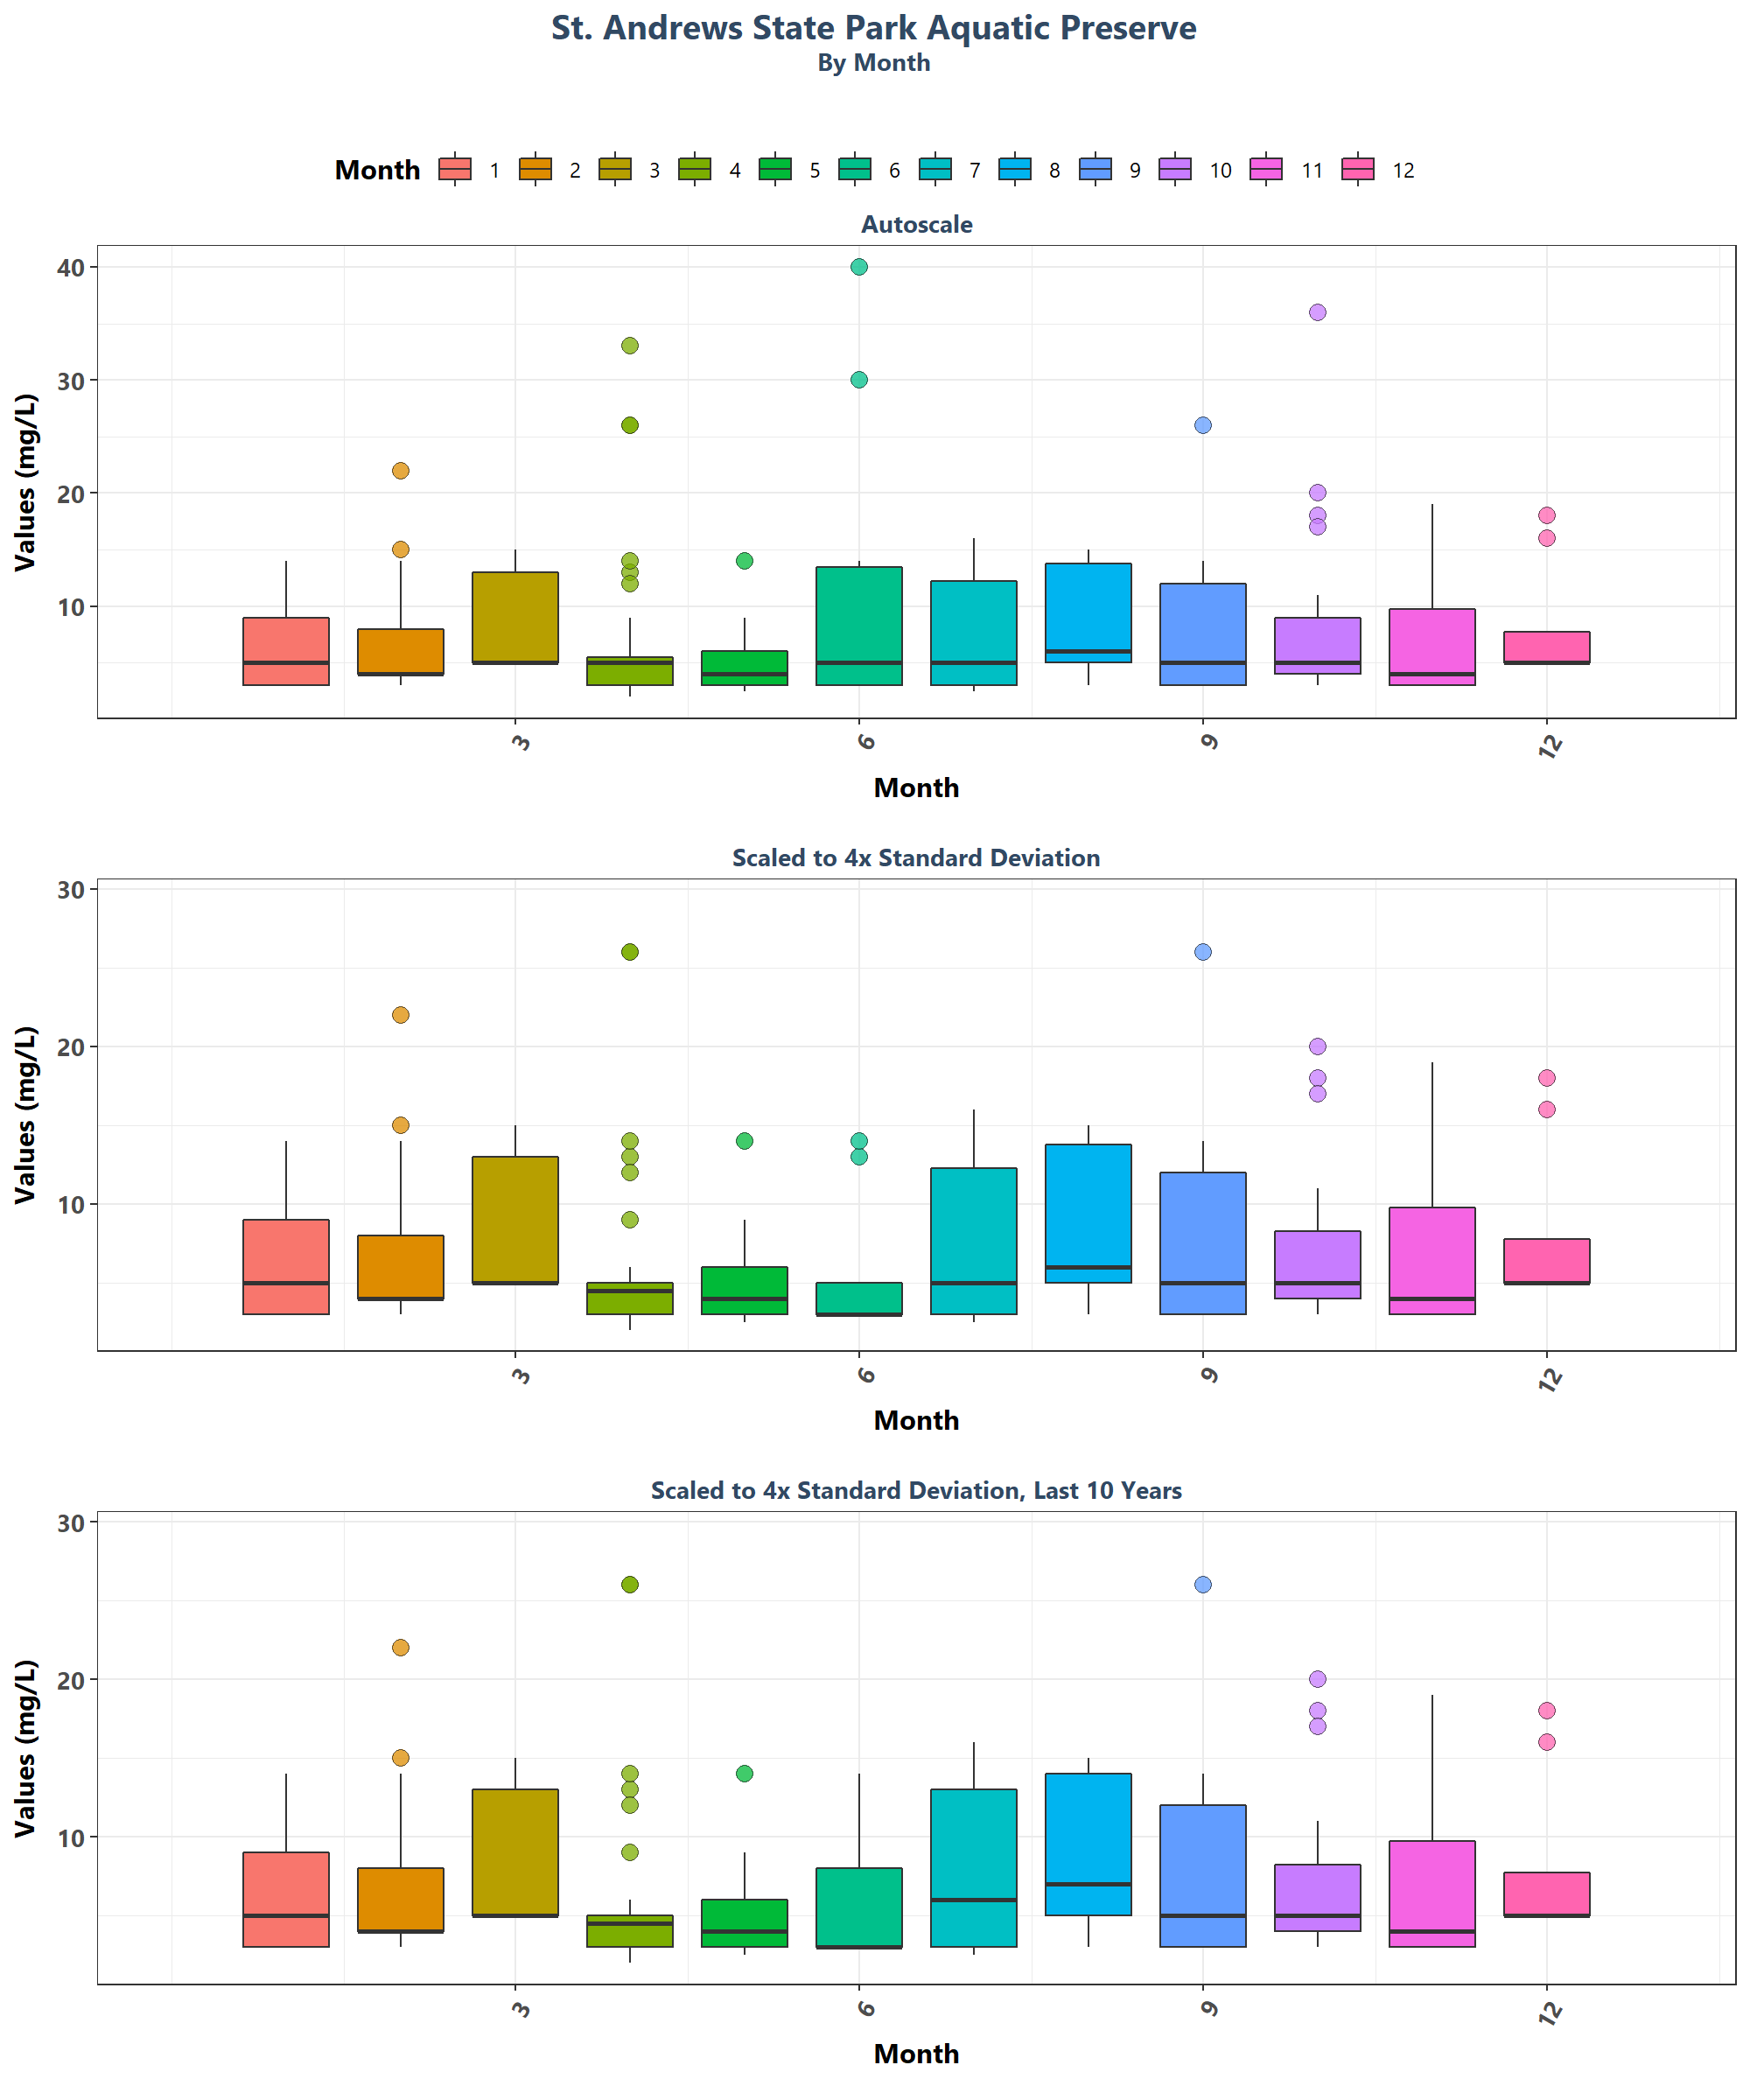 St. Andrews State Park Aquatic Preserve
By Month
Month 1 2 3 4 5 6 7 8 9 10 11 12
Autoscale
Values (mg/L)
40
30
20
10
3 6 9 12
Month
Scaled to 4x Standard Deviation
Values (mg/L)
30
20
10
3 6 9 12
Month
Scaled to 4x Standard Deviation, Last 10 Years
Values (mg/L)
30
20
10
3 6 9 12
Month